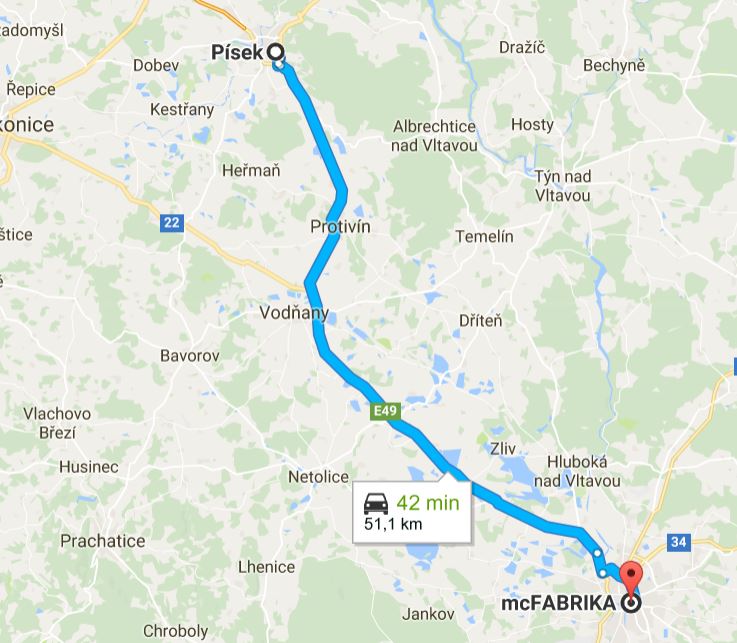 zadomyšl
Písek
Dobev
Dražíč
Bechyně
Řepice
Kestřany
konice
Albrechtice
nad Vltavou
Hosty
Heřmaň
Týn nad
Vltavou
22
Protivín
štice
Temelín
Vodňany
Dříteň
Bavorov
E49
Vlachovo
Březí
Zliv
Hluboká
nad Vltavou
Husinec
Netolice
42 min
51,1 km
Prachatice
34
Lhenice
mcFABRIKA
Jankov
Chroboly